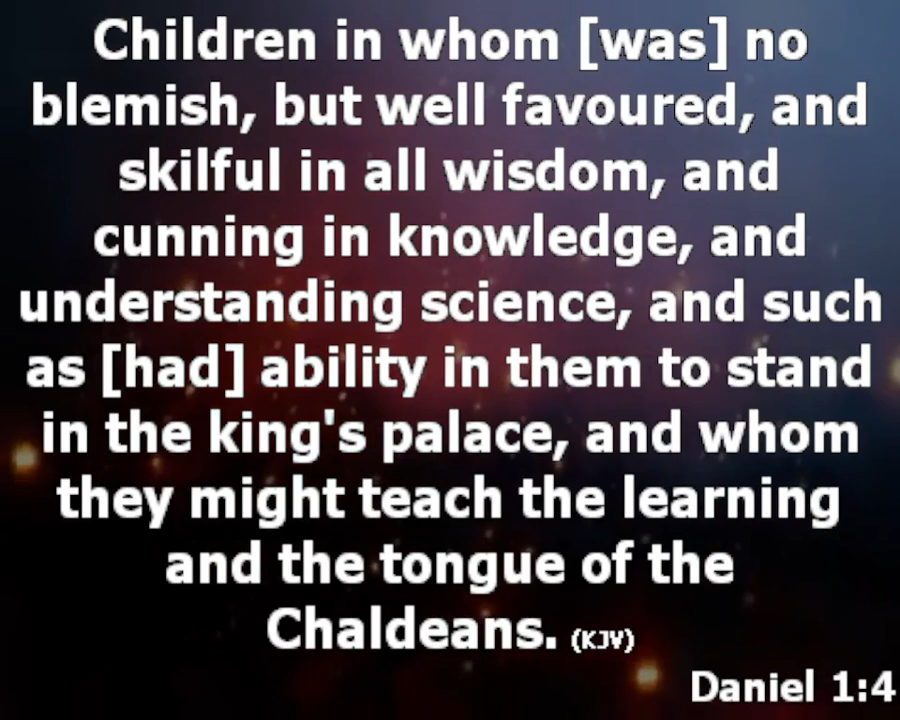 Children in whom [was] no
blemish, but well favoured, and
skilful in all wisdom, and
cunning in knowledge, and
understanding science, and such
as [had] ability in them to stand
in the king's palace, and whom
they might teach the learning
and the tongue of the
Chaldeans. (KJV)
Daniel 1:4